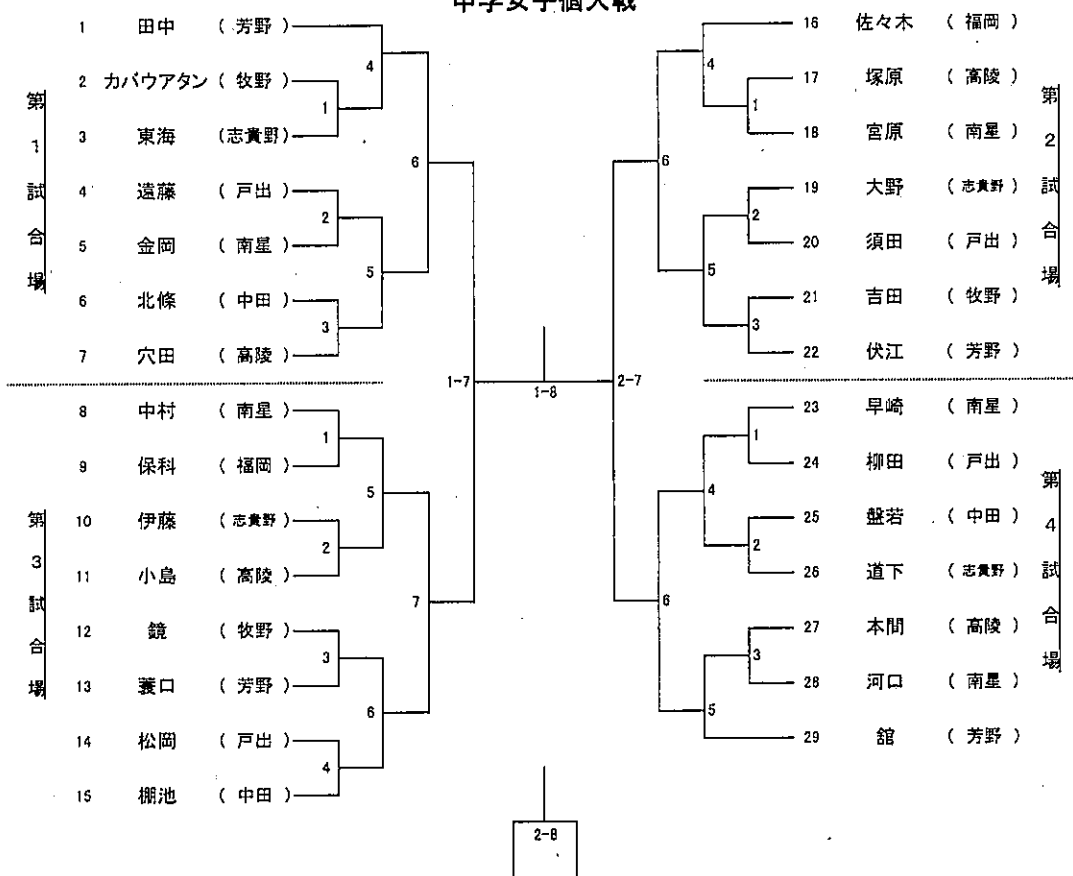 中学女子個人戦
第1試合場
1 田中 （ 芳野 ）
2 カバウアタン （ 牧野 ）
3 東海 （志貴野）
4 遠藤 （ 戸出 ）
5 金岡 （ 南星 ）
6 北條 （ 中田 ）
7 穴田 （ 高陵 ）
4
1
6
2
5
3
第3試合場
8 中村 （ 南星 ）
9 保科 （ 福岡 ）
10 伊藤 （志貴野）
11 小島 （ 高陵 ）
12 鏡 （ 牧野 ）
13 蓑口 （ 芳野 ）
14 松岡 （ 戸出 ）
15 棚池 （ 中田 ）
1
5
2
7
3
6
4
1-7
1-8
2-7
第2試合場
16 佐々木 （ 福岡 ）
17 塚原 （ 高陵 ）
18 宮原 （ 南星 ）
19 大野 （志貴野）
20 須田 （ 戸出 ）
21 吉田 （ 牧野 ）
22 伏江 （ 芳野 ）
4
1
6
2
5
3
第4試合場
23 早崎 （ 南星 ）
24 柳田 （ 戸出 ）
25 盤若 （ 中田 ）
26 道下 （志貴野）
27 本間 （ 高陵 ）
28 河口 （ 南星 ）
29 舘 （ 芳野 ）
1
4
2
6
3
5
2-8